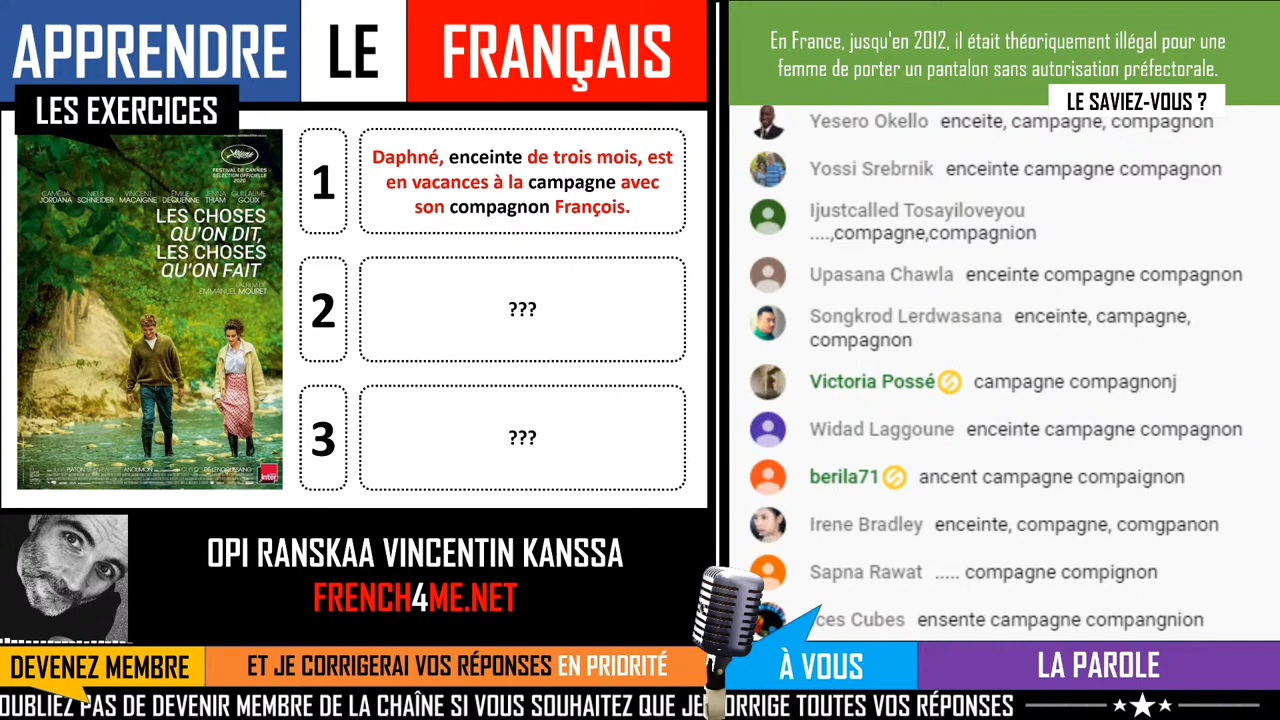 APPRENDRE LE FRANÇAIS
LES EXERCICES
FESTIVAL DE CANNES
SÉLECTION OFFICIELLE
2020
CAMÉLIA NIELS VINCENT ÉMILIE JENNA GUILLAUME
JORDANA SCHNEIDER MACAIGNE DEQUENNE THIAM GOUIX
LES CHOSES
QU'ON DIT,
LES CHOSES
QU'ON FAIT
UN FILM DE
EMMANUEL MOURET
inter
1
Daphné, enceinte de trois mois, est
en vacances à la campagne avec
son compagnon François.
2
???
3
???
OPI RANSKAA VINCENTIN KANSSA
FRENCH4ME.NET
DEVENEZ MEMBRE
ET JE CORRIGERAI VOS RÉPONSES EN PRIORITÉ
En France, jusqu'en 2012, il était théoriquement illégal pour une
femme de porter un pantalon sans autorisation préfectorale.
LE SAVIEZ-VOUS ?
Yesero Okello enceite, campagne, compagnon
Yossi Srebrnik enceinte campagne compagnon
Ijustcalled Tosayiloveyou
....,compagne,compagnion
Upasana Chawla enceinte compagne compagnon
Songkrod Lerdwasana enceinte, campagne,
compagnon
Victoria Possé campagne compagnonj
Widad Laggoune enceinte campagne compagnon
berila71 ancent campagne compaignon
Irene Bradley enceinte, compagne, comgpanon
Sapna Rawat ..... compagne compignon
Cubes ensente campagne compangnion
À VOUS
LA PAROLE
OUBLIEZ PAS DE DEVENIR MEMBRE DE LA CHAÎNE SI VOUS SOUHAITEZ QUE JE CORRIGE TOUTES VOS RÉPONSES